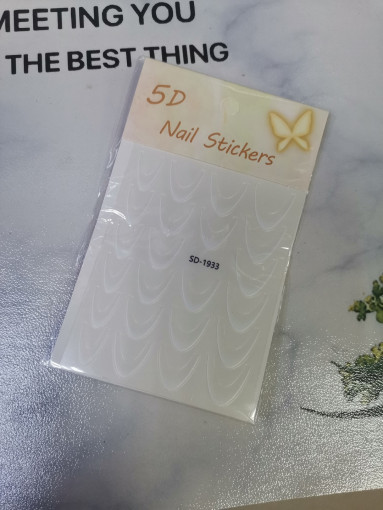 MEETING YOU
THE BEST THING
5D
Nail Stickers
SD-1933